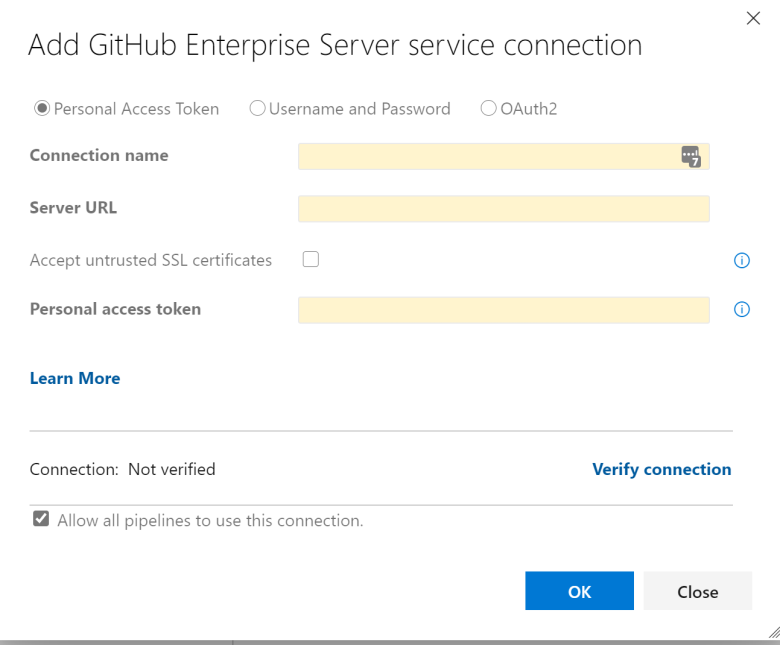 Add GitHub Enterprise Server service connection
Personal Access Token Username and Password OAuth2
Connection name
7
Server URL
Accept untrusted SSL certificates
Personal access token
Learn More
Connection: Not verified Verify connection
Allow all pipelines to use this connection.
OK Close